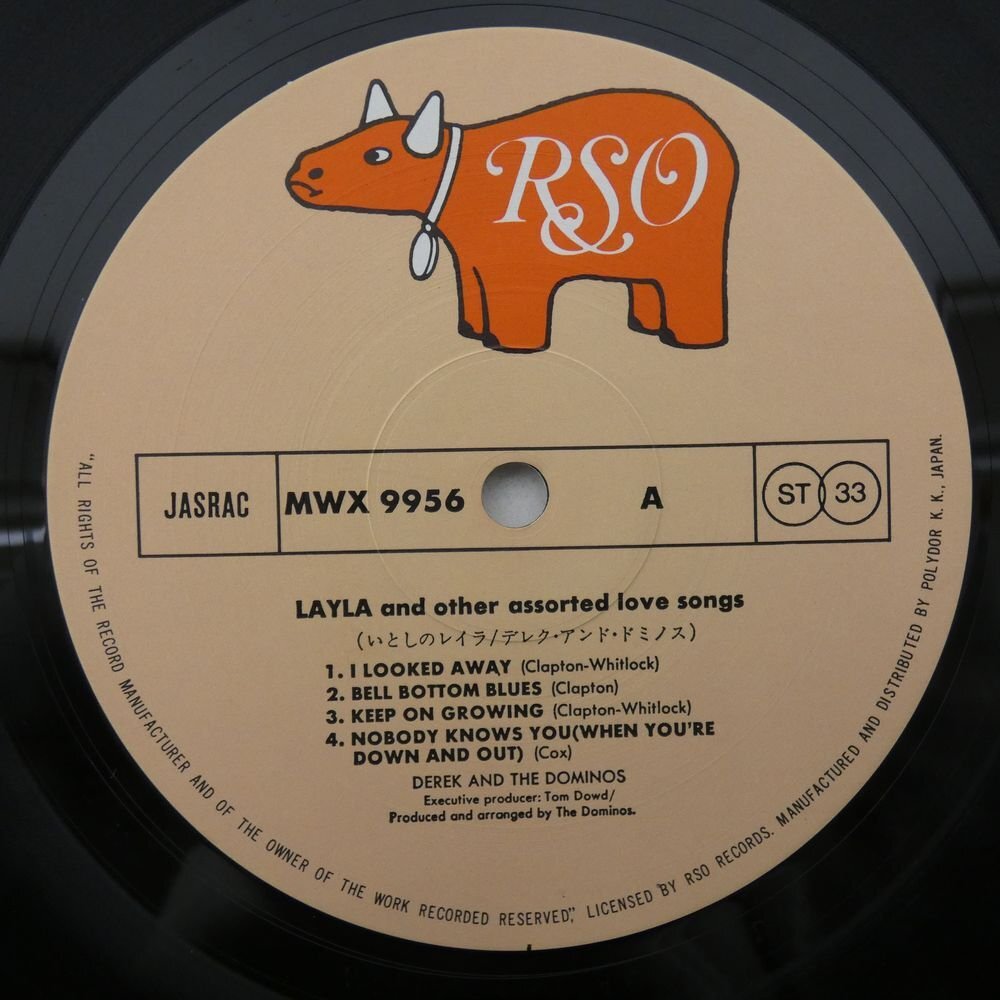 RSO
JASRAC MWX 9956 A ST 33
LAYLA and other assorted love songs
(いとしのレイラ/デレク・アンド・ドミノス)
1. I LOOKED AWAY (Clapton-Whitlock)
2. BELL BOTTOM BLUES (Clapton)
3. KEEP ON GROWING (Clapton-Whitlock)
4. NOBODY KNOWS YOU(WHEN YOU'RE
DOWN AND OUT) (Cox)
DEREK AND THE DOMINOS
Executive producer: Tom Dowd/
Produced and arranged by The Dominos.
"ALL RIGHTS OF THE RECORD MANUFACTURER AND OF THE OWNER OF THE WORK RECORDED RESERVED", LICENSED BY RSO RECORDS. MANUFACTURED AND DISTRIBUTED BY POLYDOR K. K., JAPAN.